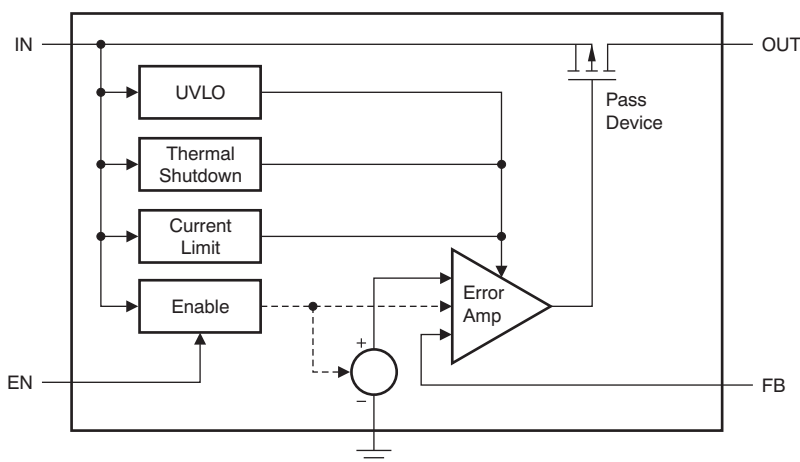 IN
OUT
UVLO
Pass
Device
Thermal
Shutdown
Current
Limit
Enable
Error
Amp
+
EN
FB
−